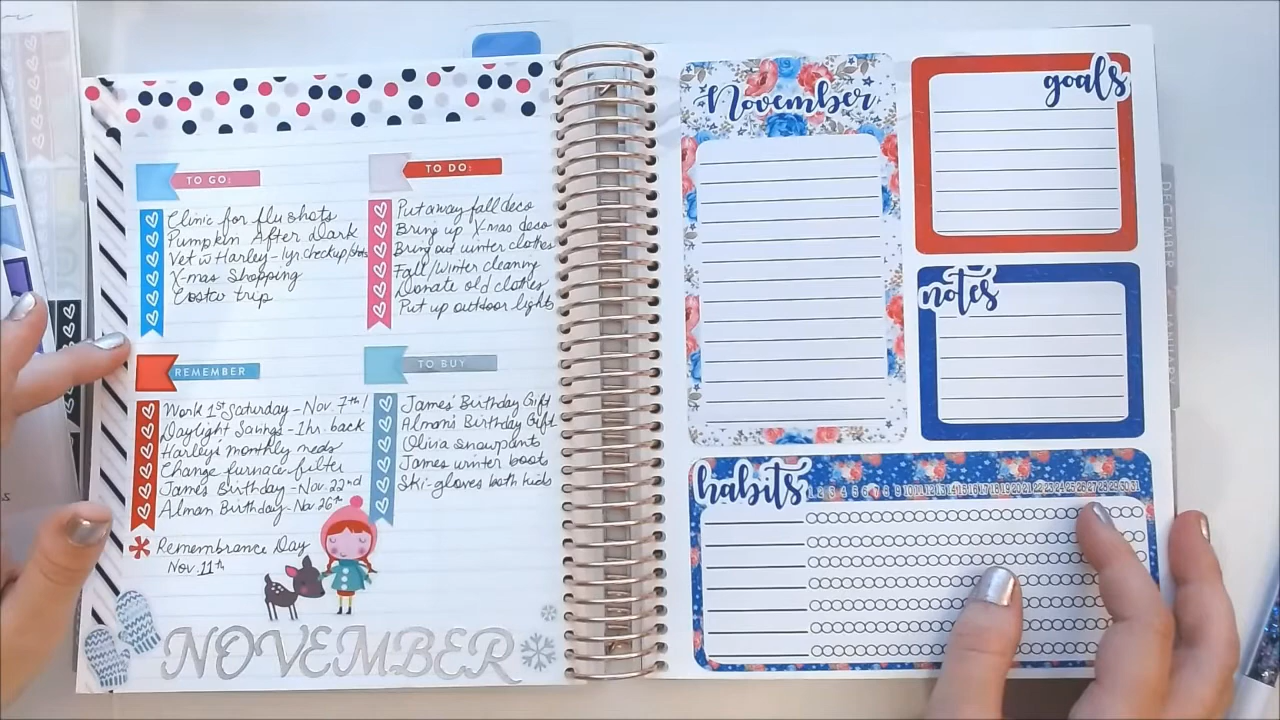 TO GO:
Clinic for flu shots
Pumpkin After Dark
Vet w Harley - 1yr checkup/
X-mas Shopping
Costco trip
TO DO:
Put away fall deco
Bring up X-mas deco
Bring out winter clothes
Fall/Winter cleaning
Donate old clothes
Put up outdoor lights
REMEMBER
Work 1st Saturday - Nov. 7th!
Daylight Savings - 1hr. back
Harley's monthly meds
Change furnace filter
James' Birthday - Nov. 22nd
Alman Birthday - Nov 26th
* Remembrance Day
Nov. 11th
TO BUY
James' Birthday Gift
Alman's Birthday Gift
Olivia snowpants
James winter boots
Ski-gloves both kids
NOVEMBER
November
goals
notes
habits
1 2 3 4 5 6 7 8 9 10 11 12 13 14 15 16 17 18 19 20 21 22 23 24 25 26 27 28 29 30 31
DECEMBER
JANUARY